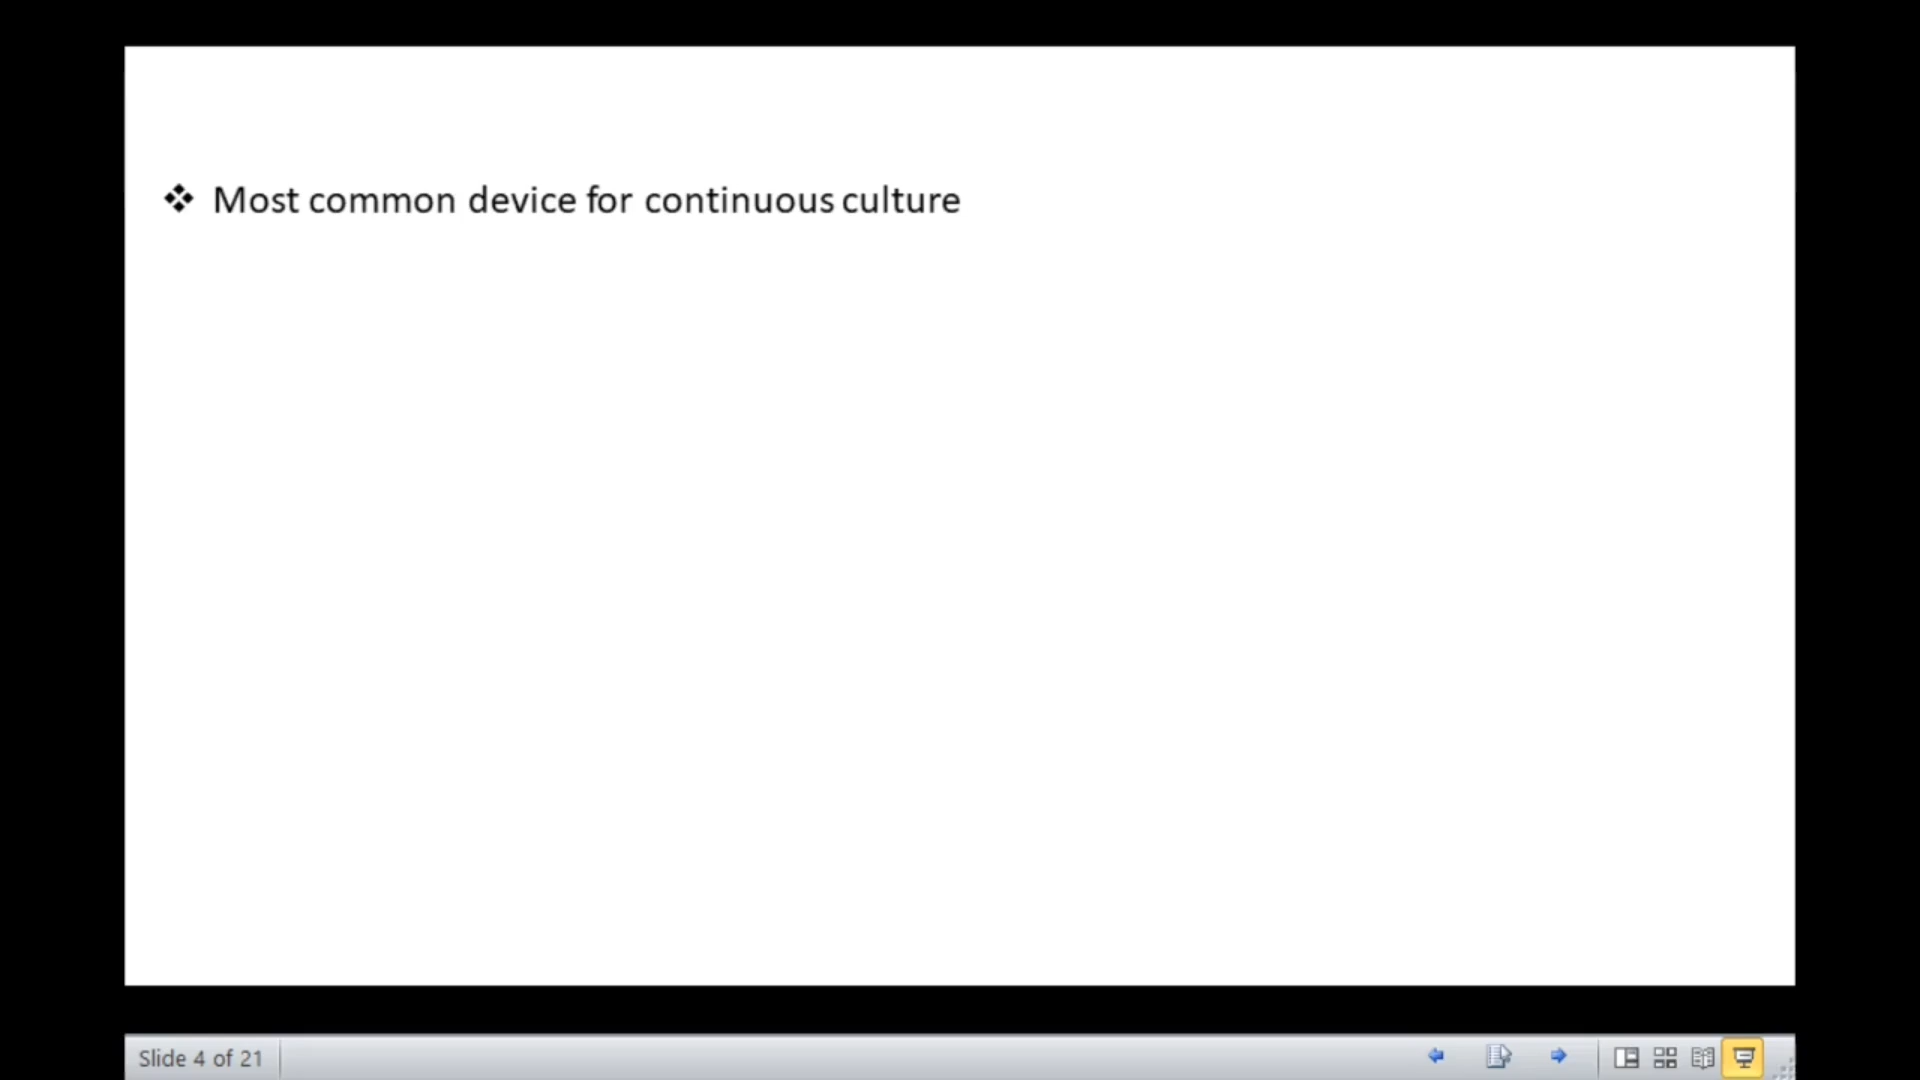 ❖ Most common device for continuous culture
Slide 4 of 21